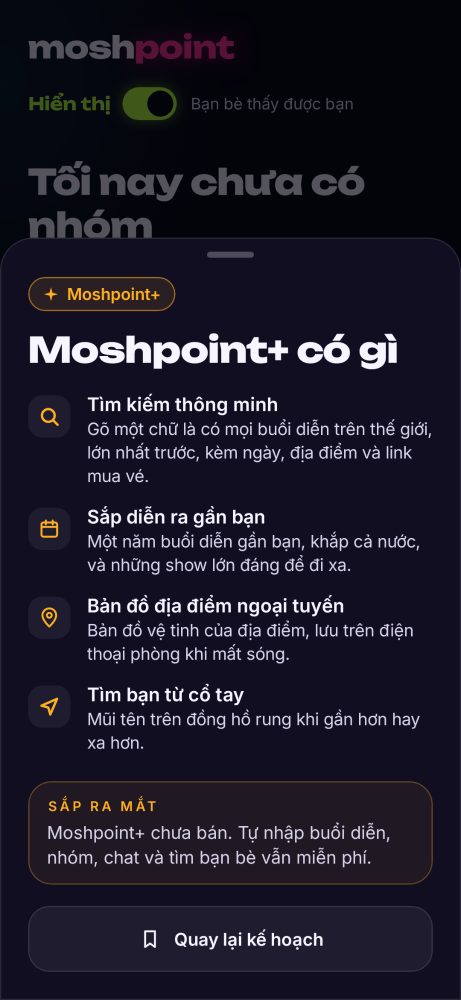 moshpoint
Hiển thị
Bạn bè thấy được bạn
Tối nay chưa có
nhóm
Moshpoint+
Moshpoint+ có gì
Tìm kiếm thông minh
Gõ một chữ là có mọi buổi diễn trên thế giới,
lớn nhất trước, kèm ngày, địa điểm và link
mua vé.
Sắp diễn ra gần bạn
Một năm buổi diễn gần bạn, khắp cả nước,
và những show lớn đáng để đi xa.
Bản đồ địa điểm ngoại tuyến
Bản đồ vệ tinh của địa điểm, lưu trên điện
thoại phòng khi mất sóng.
Tìm bạn từ cổ tay
Mũi tên trên đồng hồ rung khi gần hơn hay
xa hơn.
SẮP RA MẮT
Moshpoint+ chưa bán. Tự nhập buổi diễn,
nhóm, chat và tìm bạn bè vẫn miễn phí.
Quay lại kế hoạch